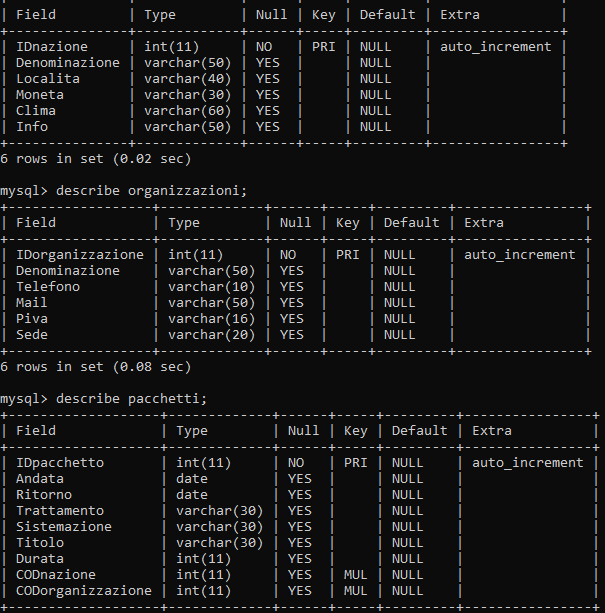 | Field         | Type        | Null | Key | Default | Extra          |
+---------------+-------------+------+-----+---------+----------------+
| IDnazione     | int(11)     | NO   | PRI | NULL    | auto_increment |
| Denominazione | varchar(50) | YES  |     | NULL    |                |
| Localita      | varchar(40) | YES  |     | NULL    |                |
| Moneta        | varchar(30) | YES  |     | NULL    |                |
| Clima         | varchar(60) | YES  |     | NULL    |                |
| Info          | varchar(50) | YES  |     | NULL    |                |
+---------------+-------------+------+-----+---------+----------------+
6 rows in set (0.02 sec)
mysql> describe organizzazioni;
+------------------+-------------+------+-----+---------+----------------+
| Field            | Type        | Null | Key | Default | Extra          |
+------------------+-------------+------+-----+---------+----------------+
| IDorganizzazione | int(11)     | NO   | PRI | NULL    | auto_increment |
| Denominazione    | varchar(50) | YES  |     | NULL    |                |
| Telefono         | varchar(10) | YES  |     | NULL    |                |
| Mail             | varchar(50) | YES  |     | NULL    |                |
| Piva             | varchar(16) | YES  |     | NULL    |                |
| Sede             | varchar(20) | YES  |     | NULL    |                |
+------------------+-------------+------+-----+---------+----------------+
6 rows in set (0.08 sec)
mysql> describe pacchetti;
+-------------------+-------------+------+-----+---------+----------------+
| Field             | Type        | Null | Key | Default | Extra          |
+-------------------+-------------+------+-----+---------+----------------+
| IDpacchetto       | int(11)     | NO   | PRI | NULL    | auto_increment |
| Andata            | date        | YES  |     | NULL    |                |
| Ritorno           | date        | YES  |     | NULL    |                |
| Trattamento       | varchar(30) | YES  |     | NULL    |                |
| Sistemazione      | varchar(30) | YES  |     | NULL    |                |
| Titolo            | varchar(30) | YES  |     | NULL    |                |
| Durata            | int(11)     | YES  |     | NULL    |                |
| CODnazione        | int(11)     | YES  | MUL | NULL    |                |
| CODorganizzazione | int(11)     | YES  | MUL | NULL    |                |
+-------------------+-------------+------+-----+---------+----------------+